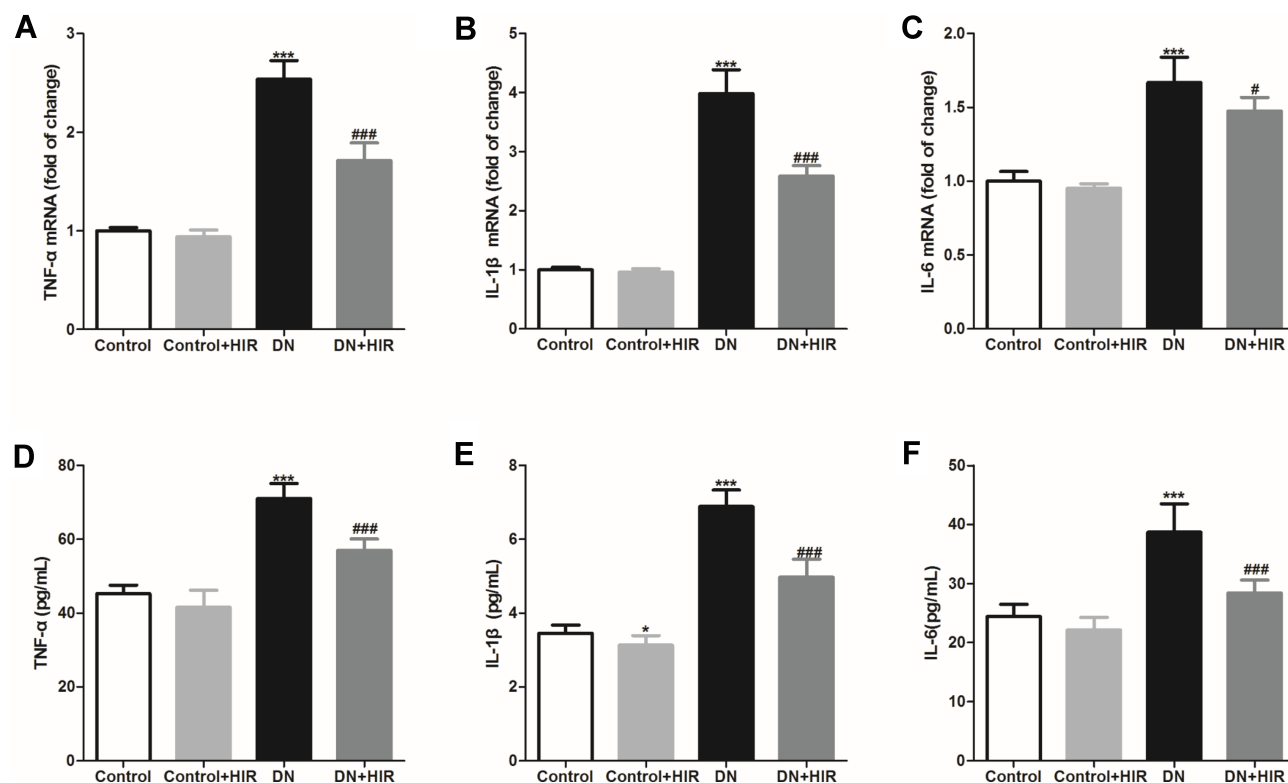 A
TNF-α mRNA (fold of change)
3
2
1
0
***
###
Control Control+HIR DN DN+HIR
B
IL-1β mRNA (fold of change)
5
4
3
2
1
0
***
###
Control Control+HIR DN DN+HIR
C
IL-6 mRNA (fold of change)
2.0
1.5
1.0
0.5
0.0
***
#
Control Control+HIR DN DN+HIR
D
TNF-α (pg/mL)
80
60
40
20
0
***
###
Control Control+HIR DN DN+HIR
E
IL-1β (pg/mL)
8
6
4
2
0
*
***
###
Control Control+HIR DN DN+HIR
F
IL-6(pg/mL)
50
40
30
20
10
0
***
###
Control Control+HIR DN DN+HIR